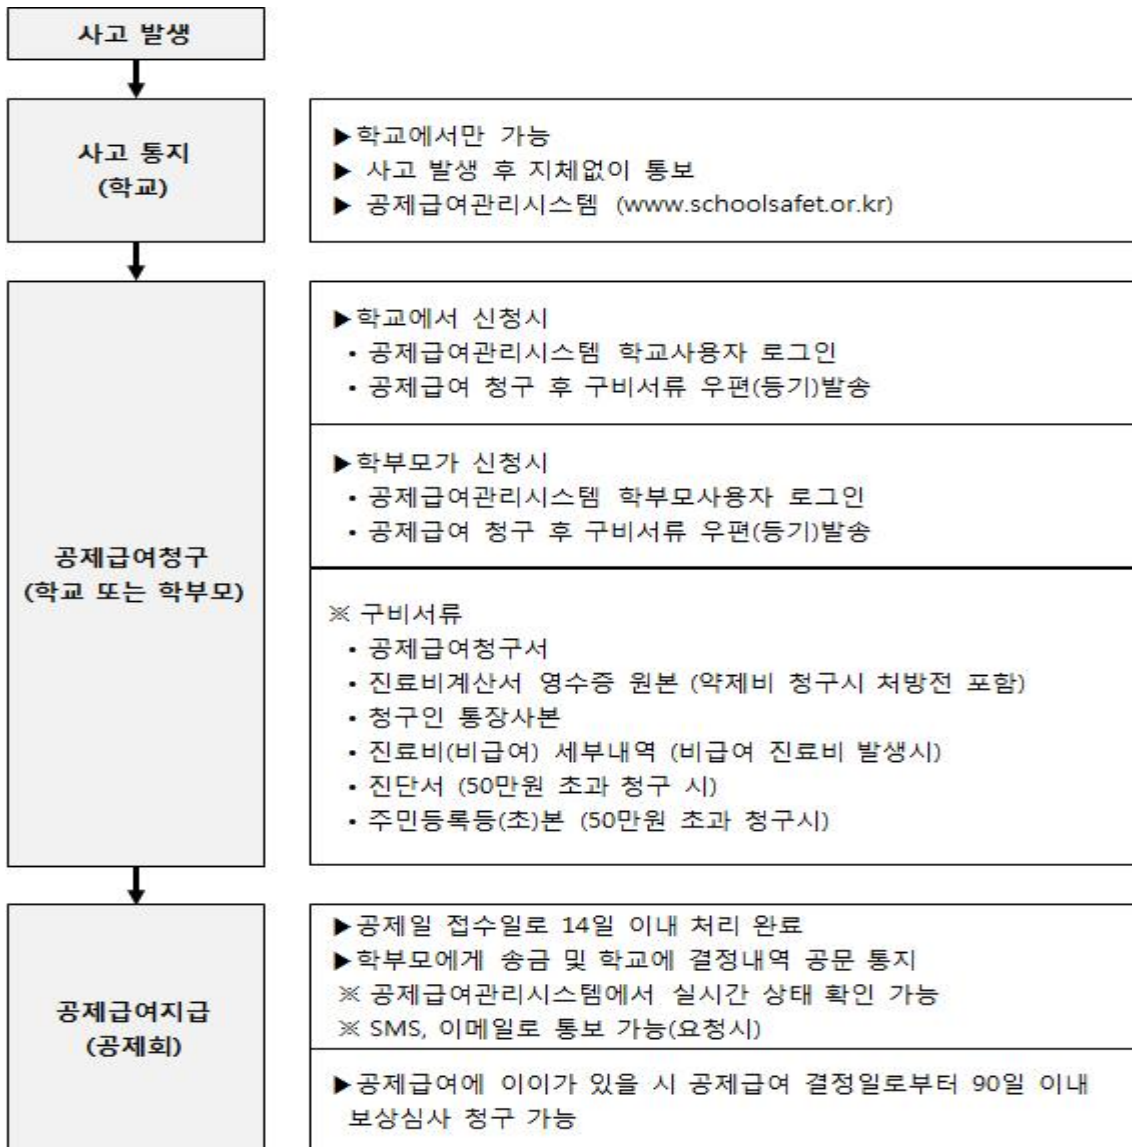 사고 발생
사고 통지
(학교)
▶학교에서만 가능
▶ 사고 발생 후 지체없이 통보
▶ 공제급여관리시스템 (www.schoolsafet.or.kr)
공제급여청구
(학교 또는 학부모)
▶학교에서 신청시
• 공제급여관리시스템 학교사용자 로그인
• 공제급여 청구 후 구비서류 우편(등기)발송
▶학부모가 신청시
• 공제급여관리시스템 학부모사용자 로그인
• 공제급여 청구 후 구비서류 우편(등기)발송
※ 구비서류
• 공제급여청구서
• 진료비계산서 영수증 원본 (약제비 청구시 처방전 포함)
• 청구인 통장사본
• 진료비(비급여) 세부내역 (비급여 진료비 발생시)
• 진단서 (50만원 초과 청구 시)
• 주민등록등(초)본 (50만원 초과 청구시)
공제급여지급
(공제회)
▶공제일 접수일로 14일 이내 처리 완료
▶학부모에게 송금 및 학교에 결정내역 공문 통지
※ 공제급여관리시스템에서 실시간 상태 확인 가능
※ SMS, 이메일로 통보 가능(요청시)
▶공제급여에 이이가 있을 시 공제급여 결정일로부터 90일 이내
보상심사 청구 가능